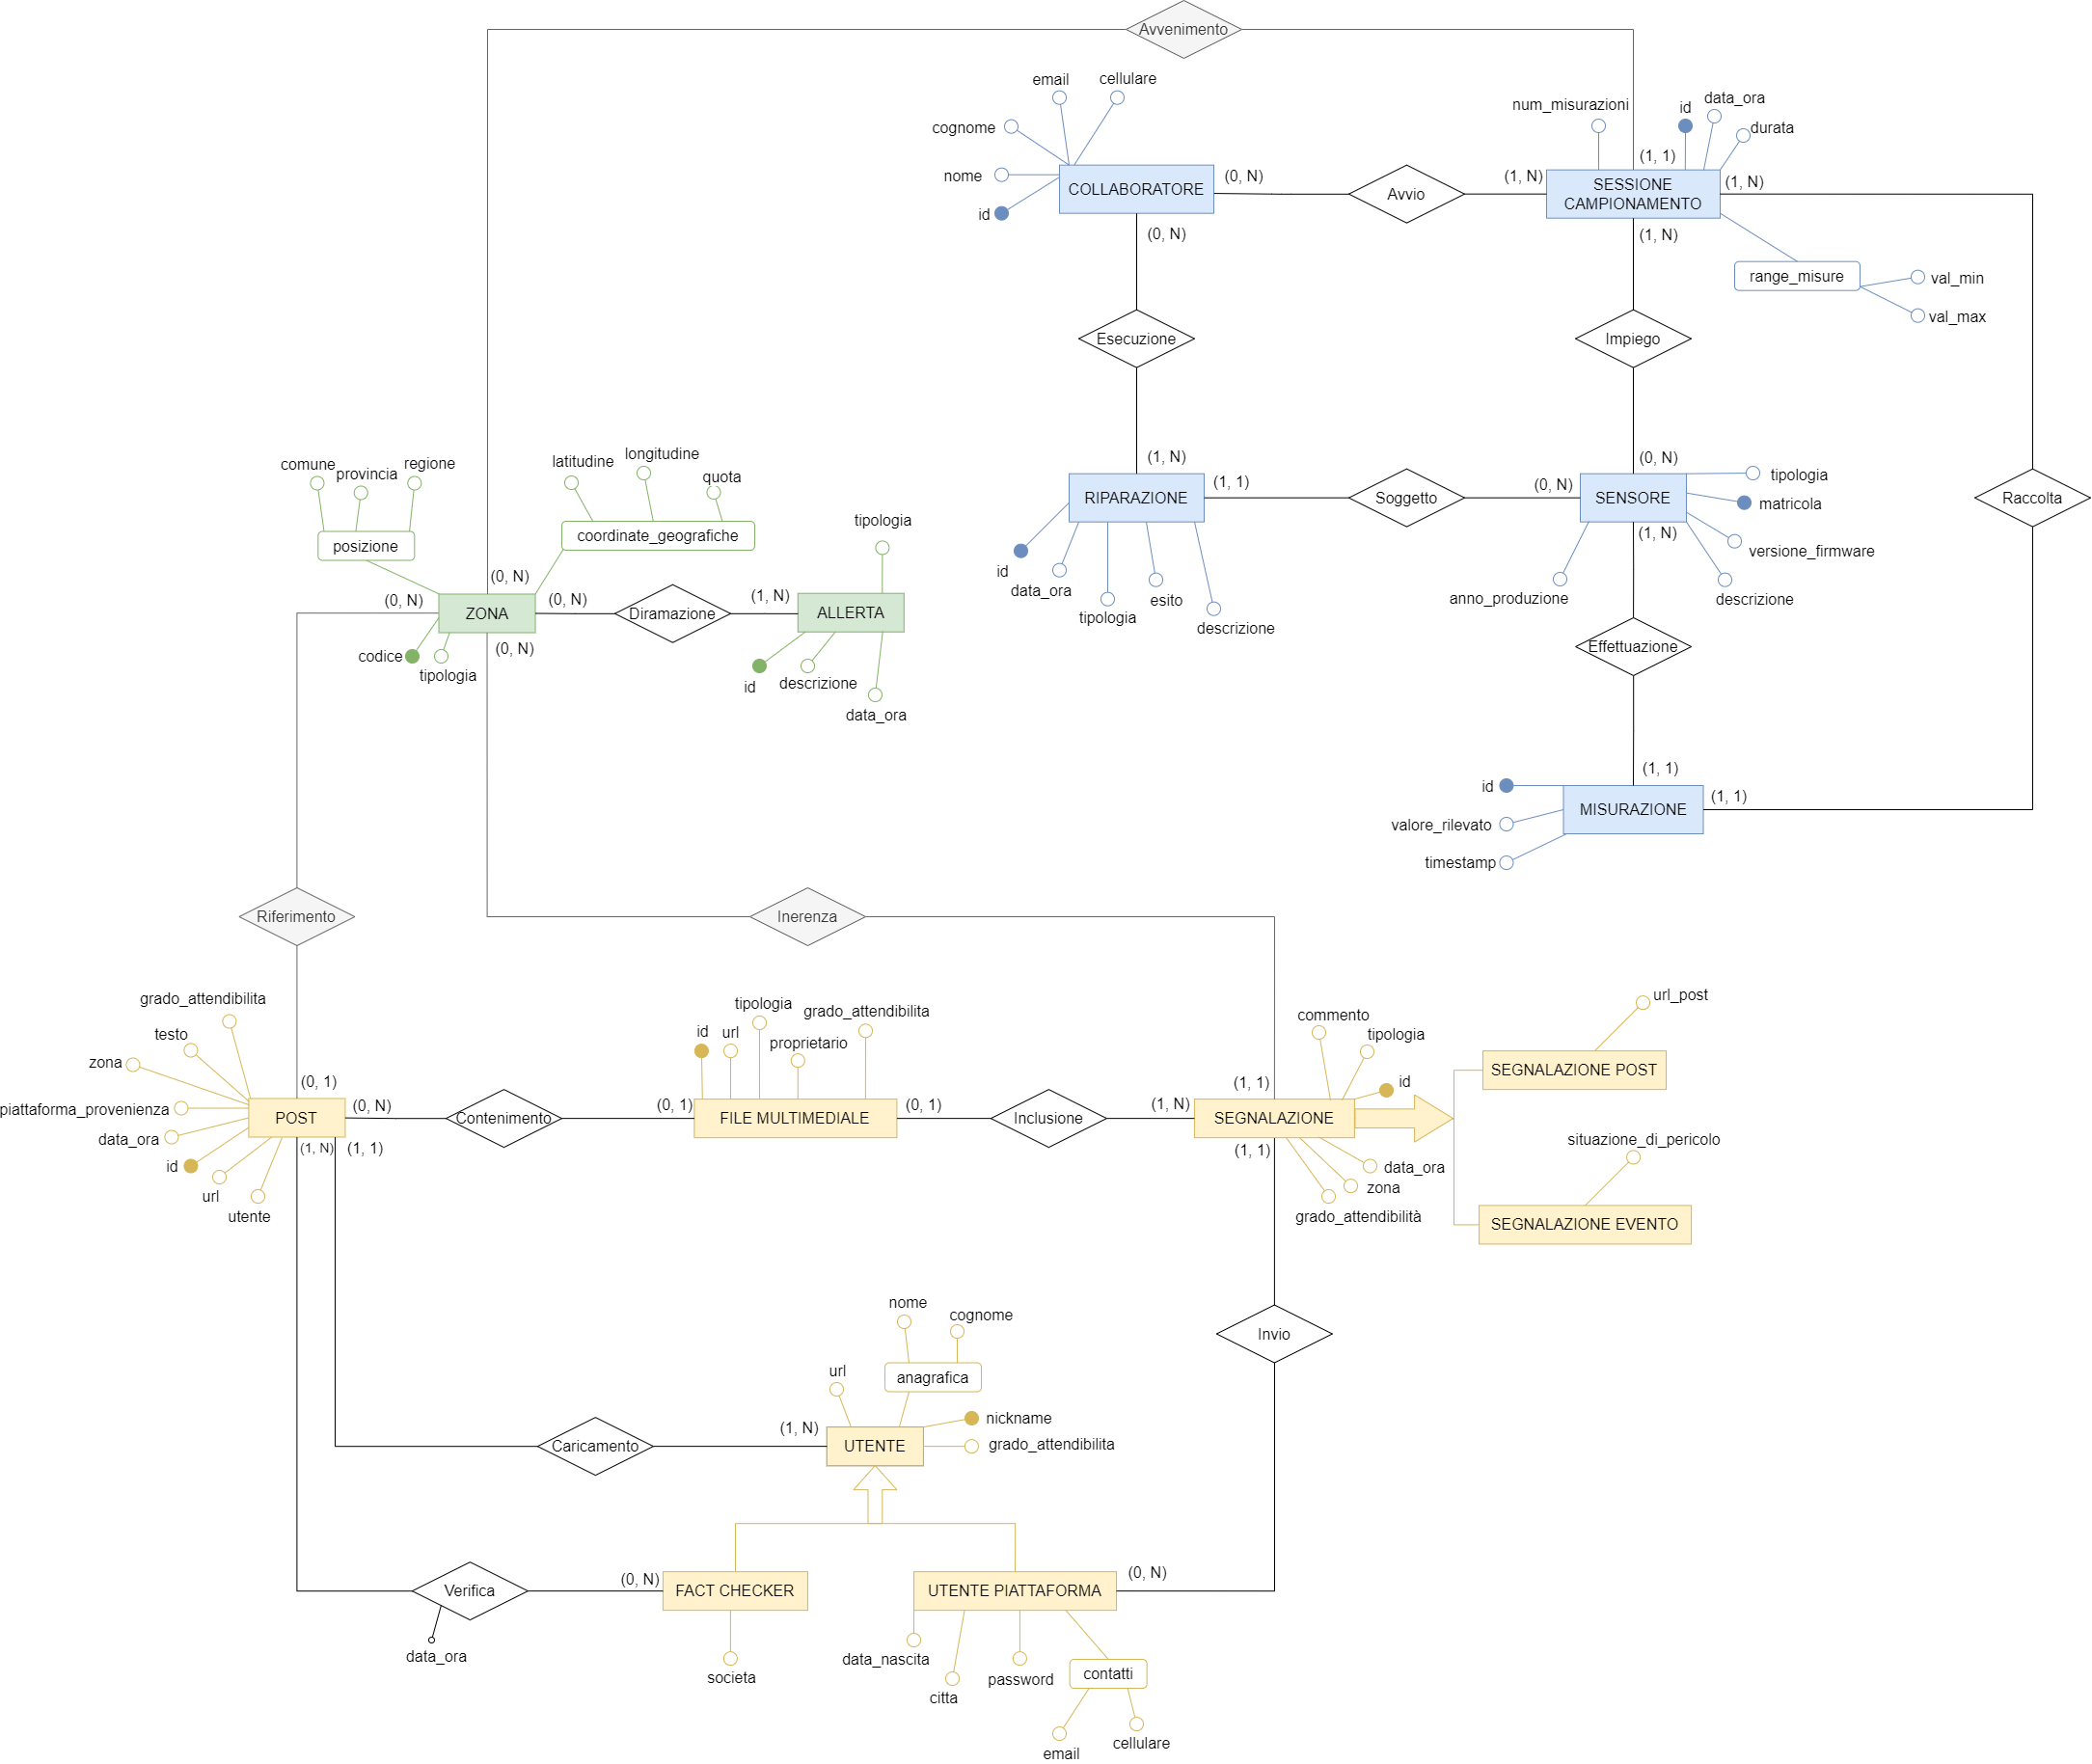 Avvenimento
email
cellulare
cognome
nome
id
COLLABORATORE
(0, N)
(0, N)
Avvio
(1, N)
num_misurazioni
id
data_ora
durata
(1, 1)
SESSIONE
CAMPIONAMENTO
(1, N)
(1, N)
range_misure
val_min
val_max
Esecuzione
Impiego
(1, N)
RIPARAZIONE
(1, 1)
id
data_ora
tipologia
esito
descrizione
Soggetto
(0, N)
(0, N)
SENSORE
(1, N)
tipologia
matricola
versione_firmware
descrizione
anno_produzione
Raccolta
Effettuazione
(1, 1)
id
MISURAZIONE
(1, 1)
valore_rilevato
timestamp
comune
provincia
regione
posizione
latitudine
longitudine
quota
coordinate_geografiche
(0, N)
(0, N)
ZONA
(0, N)
(0, N)
codice
tipologia
Diramazione
(1, N)
ALLERTA
tipologia
id
descrizione
data_ora
Riferimento
Inerenza
grado_attendibilita
testo
zona
piattaforma_provenienza
data_ora
id
url
utente
(0, 1)
POST
(0, N)
(1, N)
(1, 1)
Contenimento
(0, 1)
id
url
tipologia
proprietario
grado_attendibilita
FILE MULTIMEDIALE
(0, 1)
Inclusione
(1, N)
(1, 1)
commento
tipologia
id
SEGNALAZIONE
(1, 1)
data_ora
zona
grado_attendibilità
url_post
SEGNALAZIONE POST
situazione_di_pericolo
SEGNALAZIONE EVENTO
Invio
nome
cognome
anagrafica
url
nickname
grado_attendibilita
UTENTE
(1, N)
Caricamento
Verifica
data_ora
(0, N)
FACT CHECKER
societa
UTENTE PIATTAFORMA
(0, N)
data_nascita
citta
password
contatti
email
cellulare